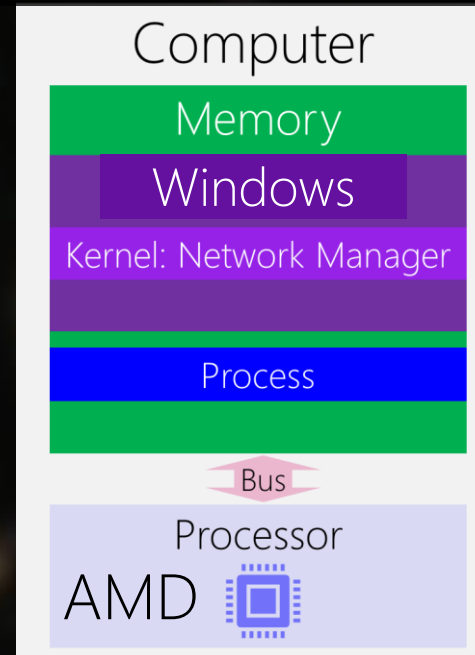 Computer
Memory
Windows
Kernel: Network Manager
Process
Bus
Processor
AMD